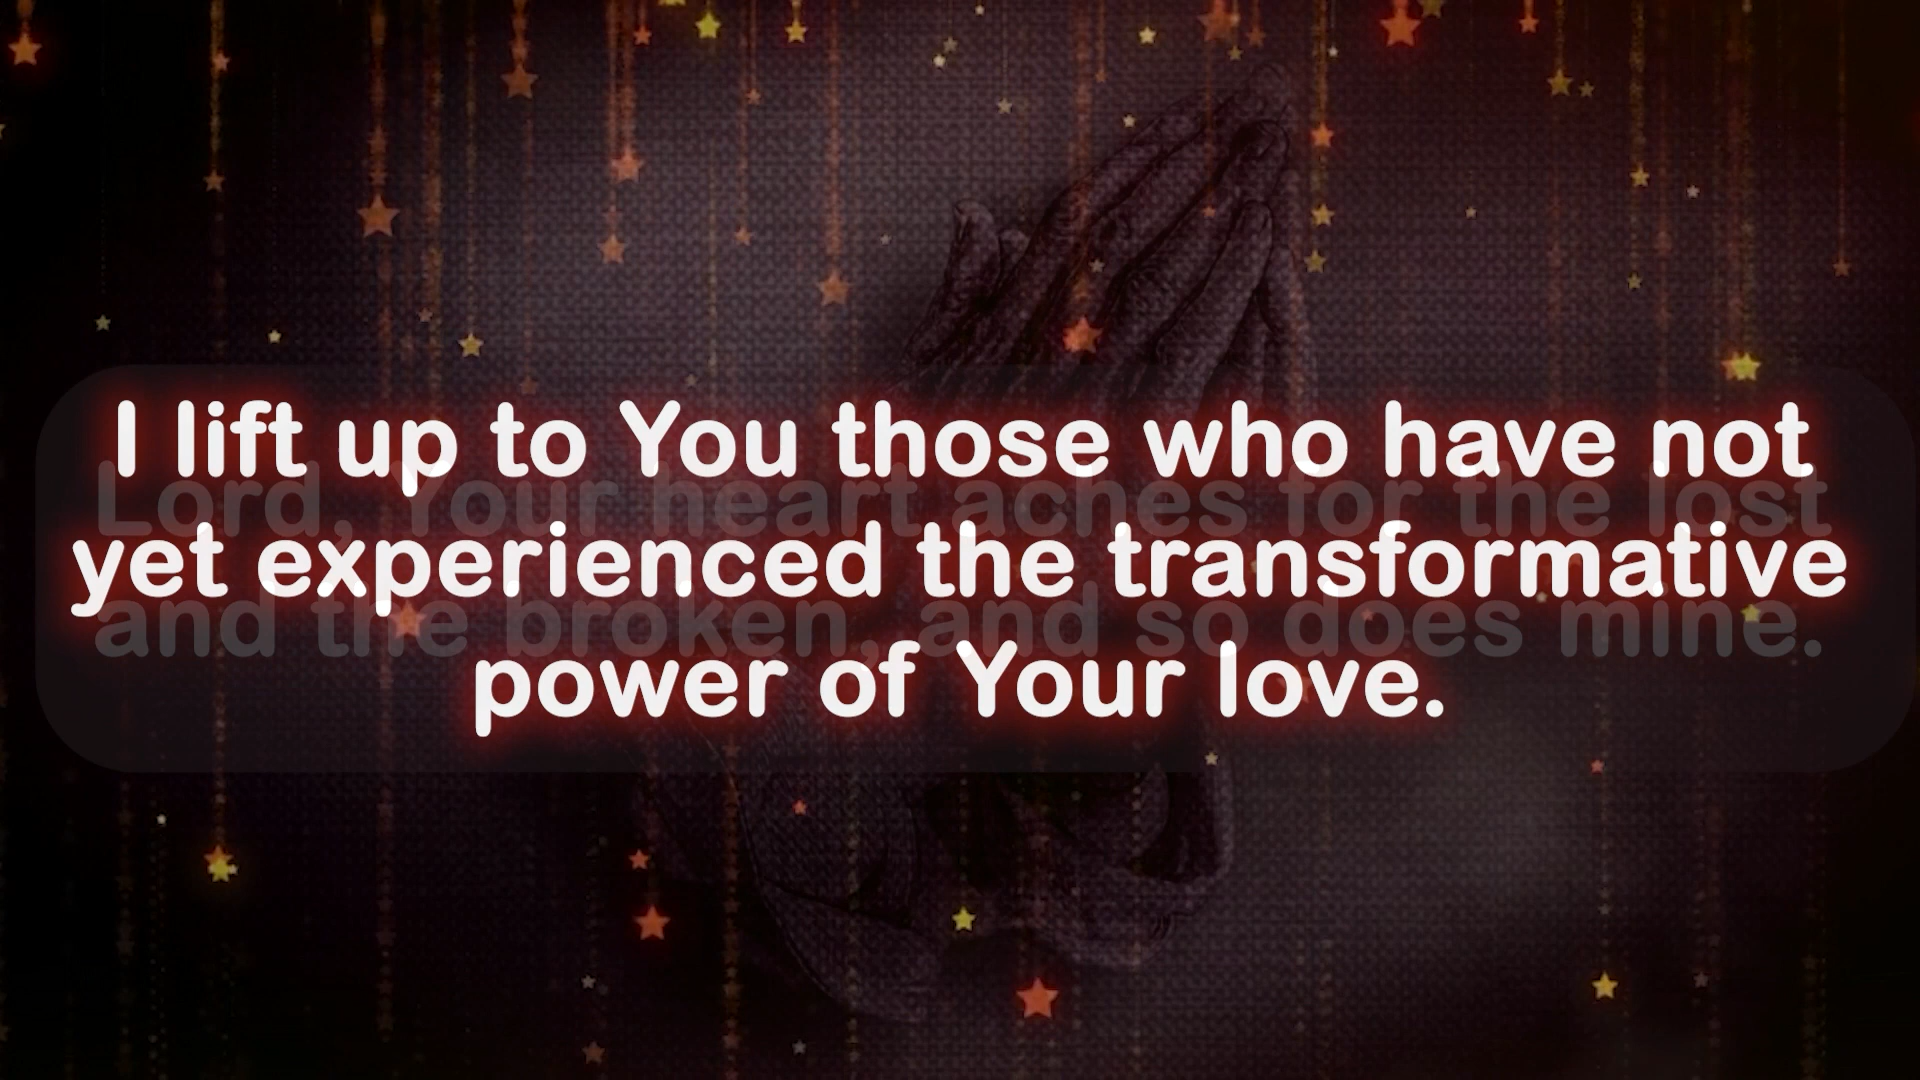 I lift up to You those who have not
yet experienced the transformative
power of Your love.
Lord, Your heart aches for the lost
and the broken, and so does mine.